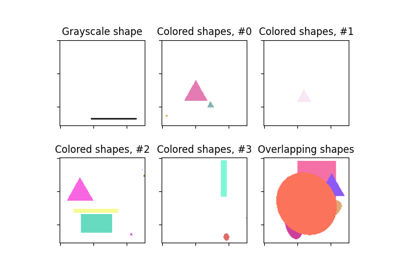 Grayscale shape
Colored shapes, #0
Colored shapes, #1
Colored shapes, #2
Colored shapes, #3
Overlapping shapes